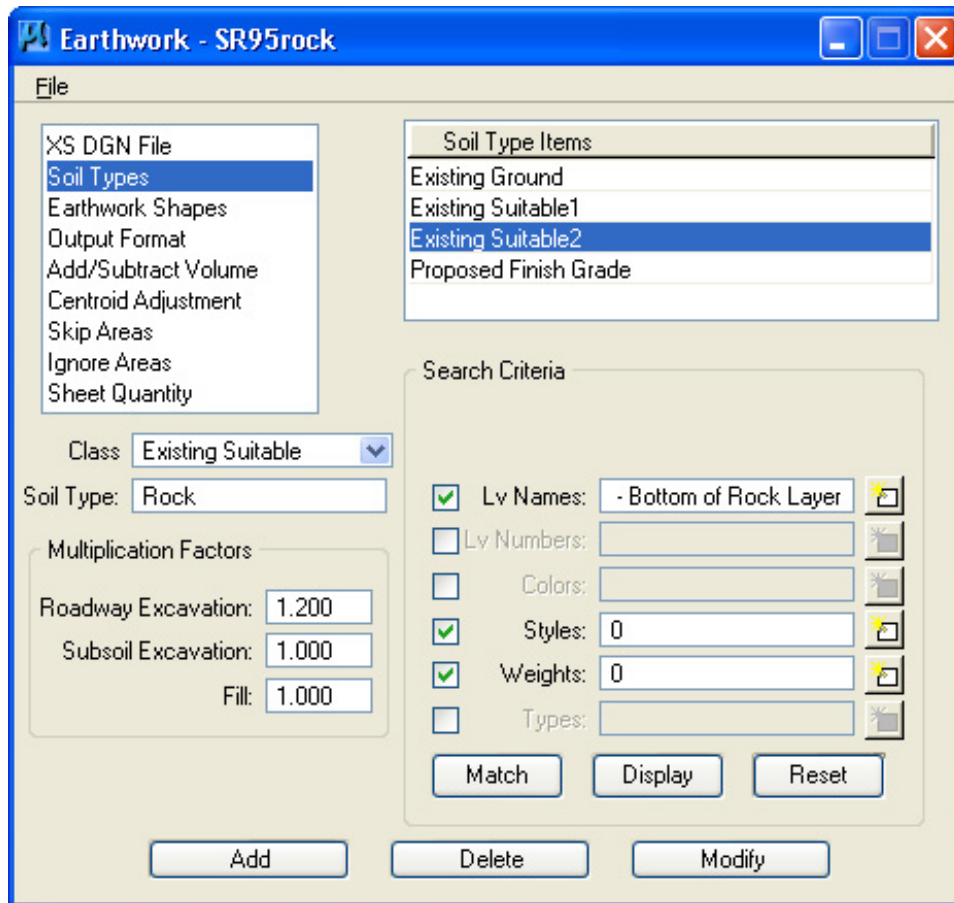 Earthwork - SR95rock
File
XS DGN File
Soil Types
Earthwork Shapes
Output Format
Add/Subtract Volume
Centroid Adjustment
Skip Areas
Ignore Areas
Sheet Quantity
Soil Type Items
Existing Ground
Existing Suitable1
Existing Suitable2
Proposed Finish Grade
Class Existing Suitable
Soil Type: Rock
Multiplication Factors
Roadway Excavation: 1.200
Subsoil Excavation: 1.000
Fill: 1.000
Search Criteria
Lv Names: - Bottom of Rock Layer
Lv Numbers:
Colors:
Styles: 0
Weights: 0
Types:
Match Display Reset
Add Delete Modify